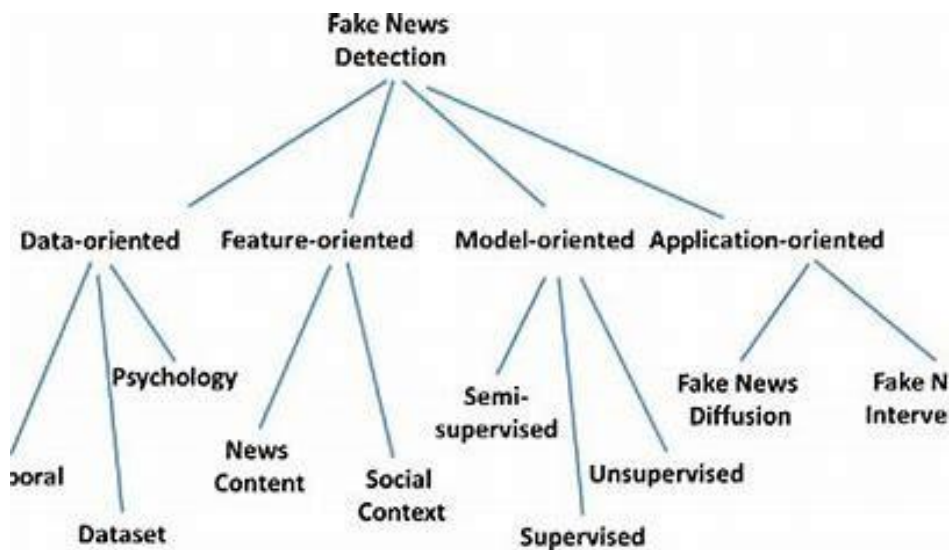 Fake News
Detection
Data-oriented Feature-oriented Model-oriented Application-oriented
Psychology
Semi-
supervised
Fake News
Diffusion
Fake
News
Content
Social
Context
Unsupervised
Dataset
Supervised